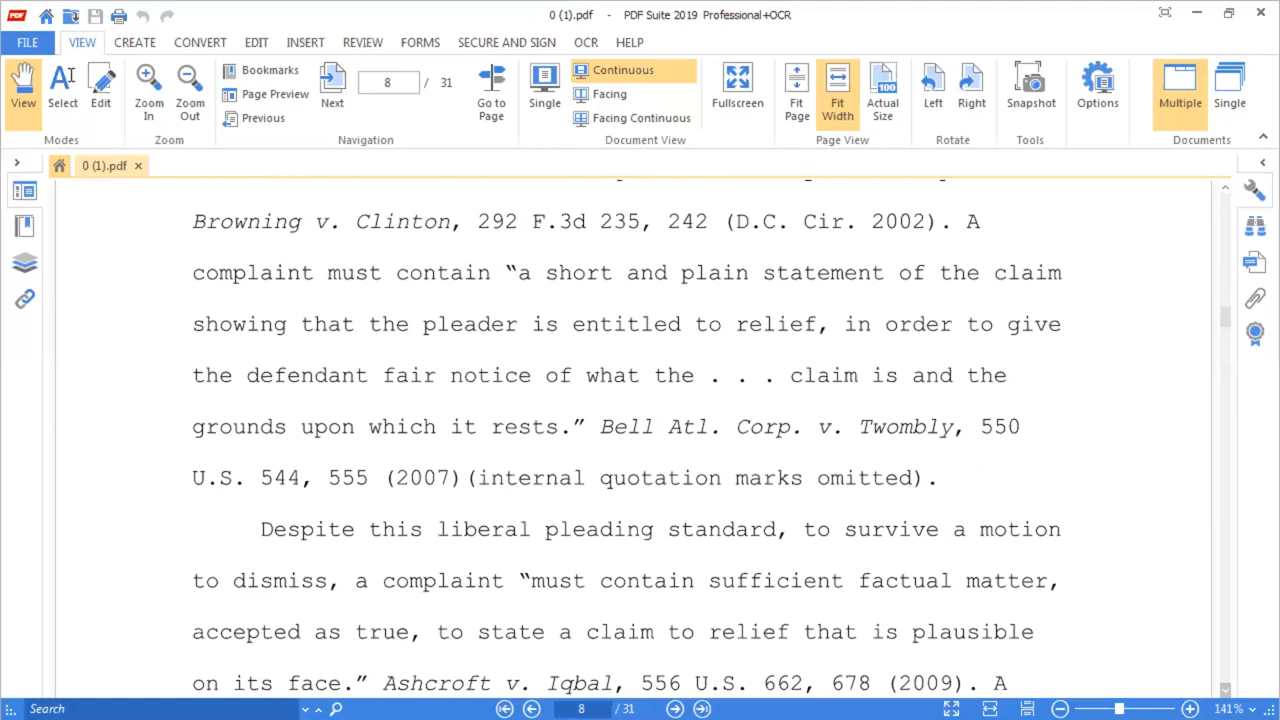 0 (1).pdf - PDF Suite 2019 Professional+OCR
FILE VIEW CREATE CONVERT EDIT INSERT REVIEW FORMS SECURE AND SIGN OCR HELP
View Select Edit
Modes
Zoom In Zoom Out
Zoom
Bookmarks
Page Preview
Previous
Next
8 / 31
Go to Page
Navigation
Single
Continuous
Facing
Facing Continuous
Document View
Fullscreen
Fit Page Fit Width Actual Size
100
Page View
Left Right
Rotate
Snapshot
Tools
Options
Multiple Single
Documents
0 (1).pdf
Browning v. Clinton, 292 F.3d 235, 242 (D.C. Cir. 2002). A
complaint must contain “a short and plain statement of the claim
showing that the pleader is entitled to relief, in order to give
the defendant fair notice of what the . . . claim is and the
grounds upon which it rests.” Bell Atl. Corp. v. Twombly, 550
U.S. 544, 555 (2007)(internal quotation marks omitted).
Despite this liberal pleading standard, to survive a motion
to dismiss, a complaint “must contain sufficient factual matter,
accepted as true, to state a claim to relief that is plausible
on its face.” Ashcroft v. Iqbal, 556 U.S. 662, 678 (2009). A
Search 8 / 31 141%